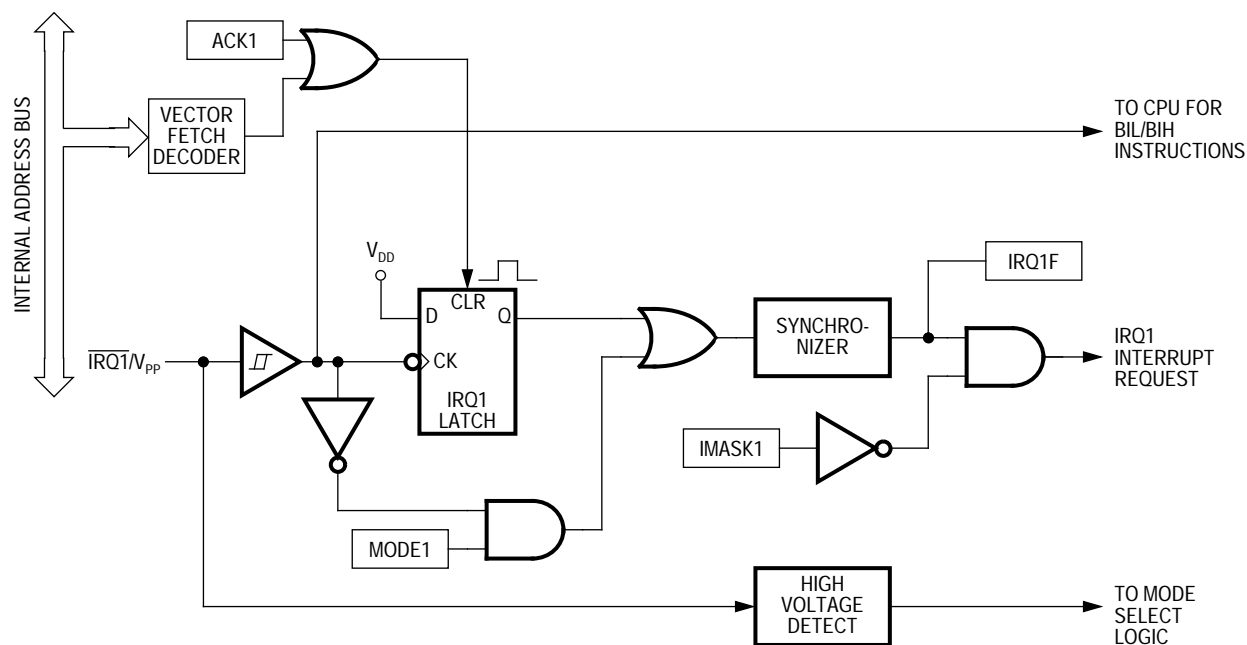 INTERNAL ADDRESS BUS
ACK1
VECTOR
FETCH
DECODER
TO CPU FOR
BIL/BIH
INSTRUCTIONS
VDD
D
CLR
Q
CK
IRQ1
LATCH
IRQ1/VPP
SYNCHRO-
NIZER
IRQ1F
IRQ1
INTERRUPT
REQUEST
IMASK1
MODE1
HIGH
VOLTAGE
DETECT
TO MODE
SELECT
LOGIC